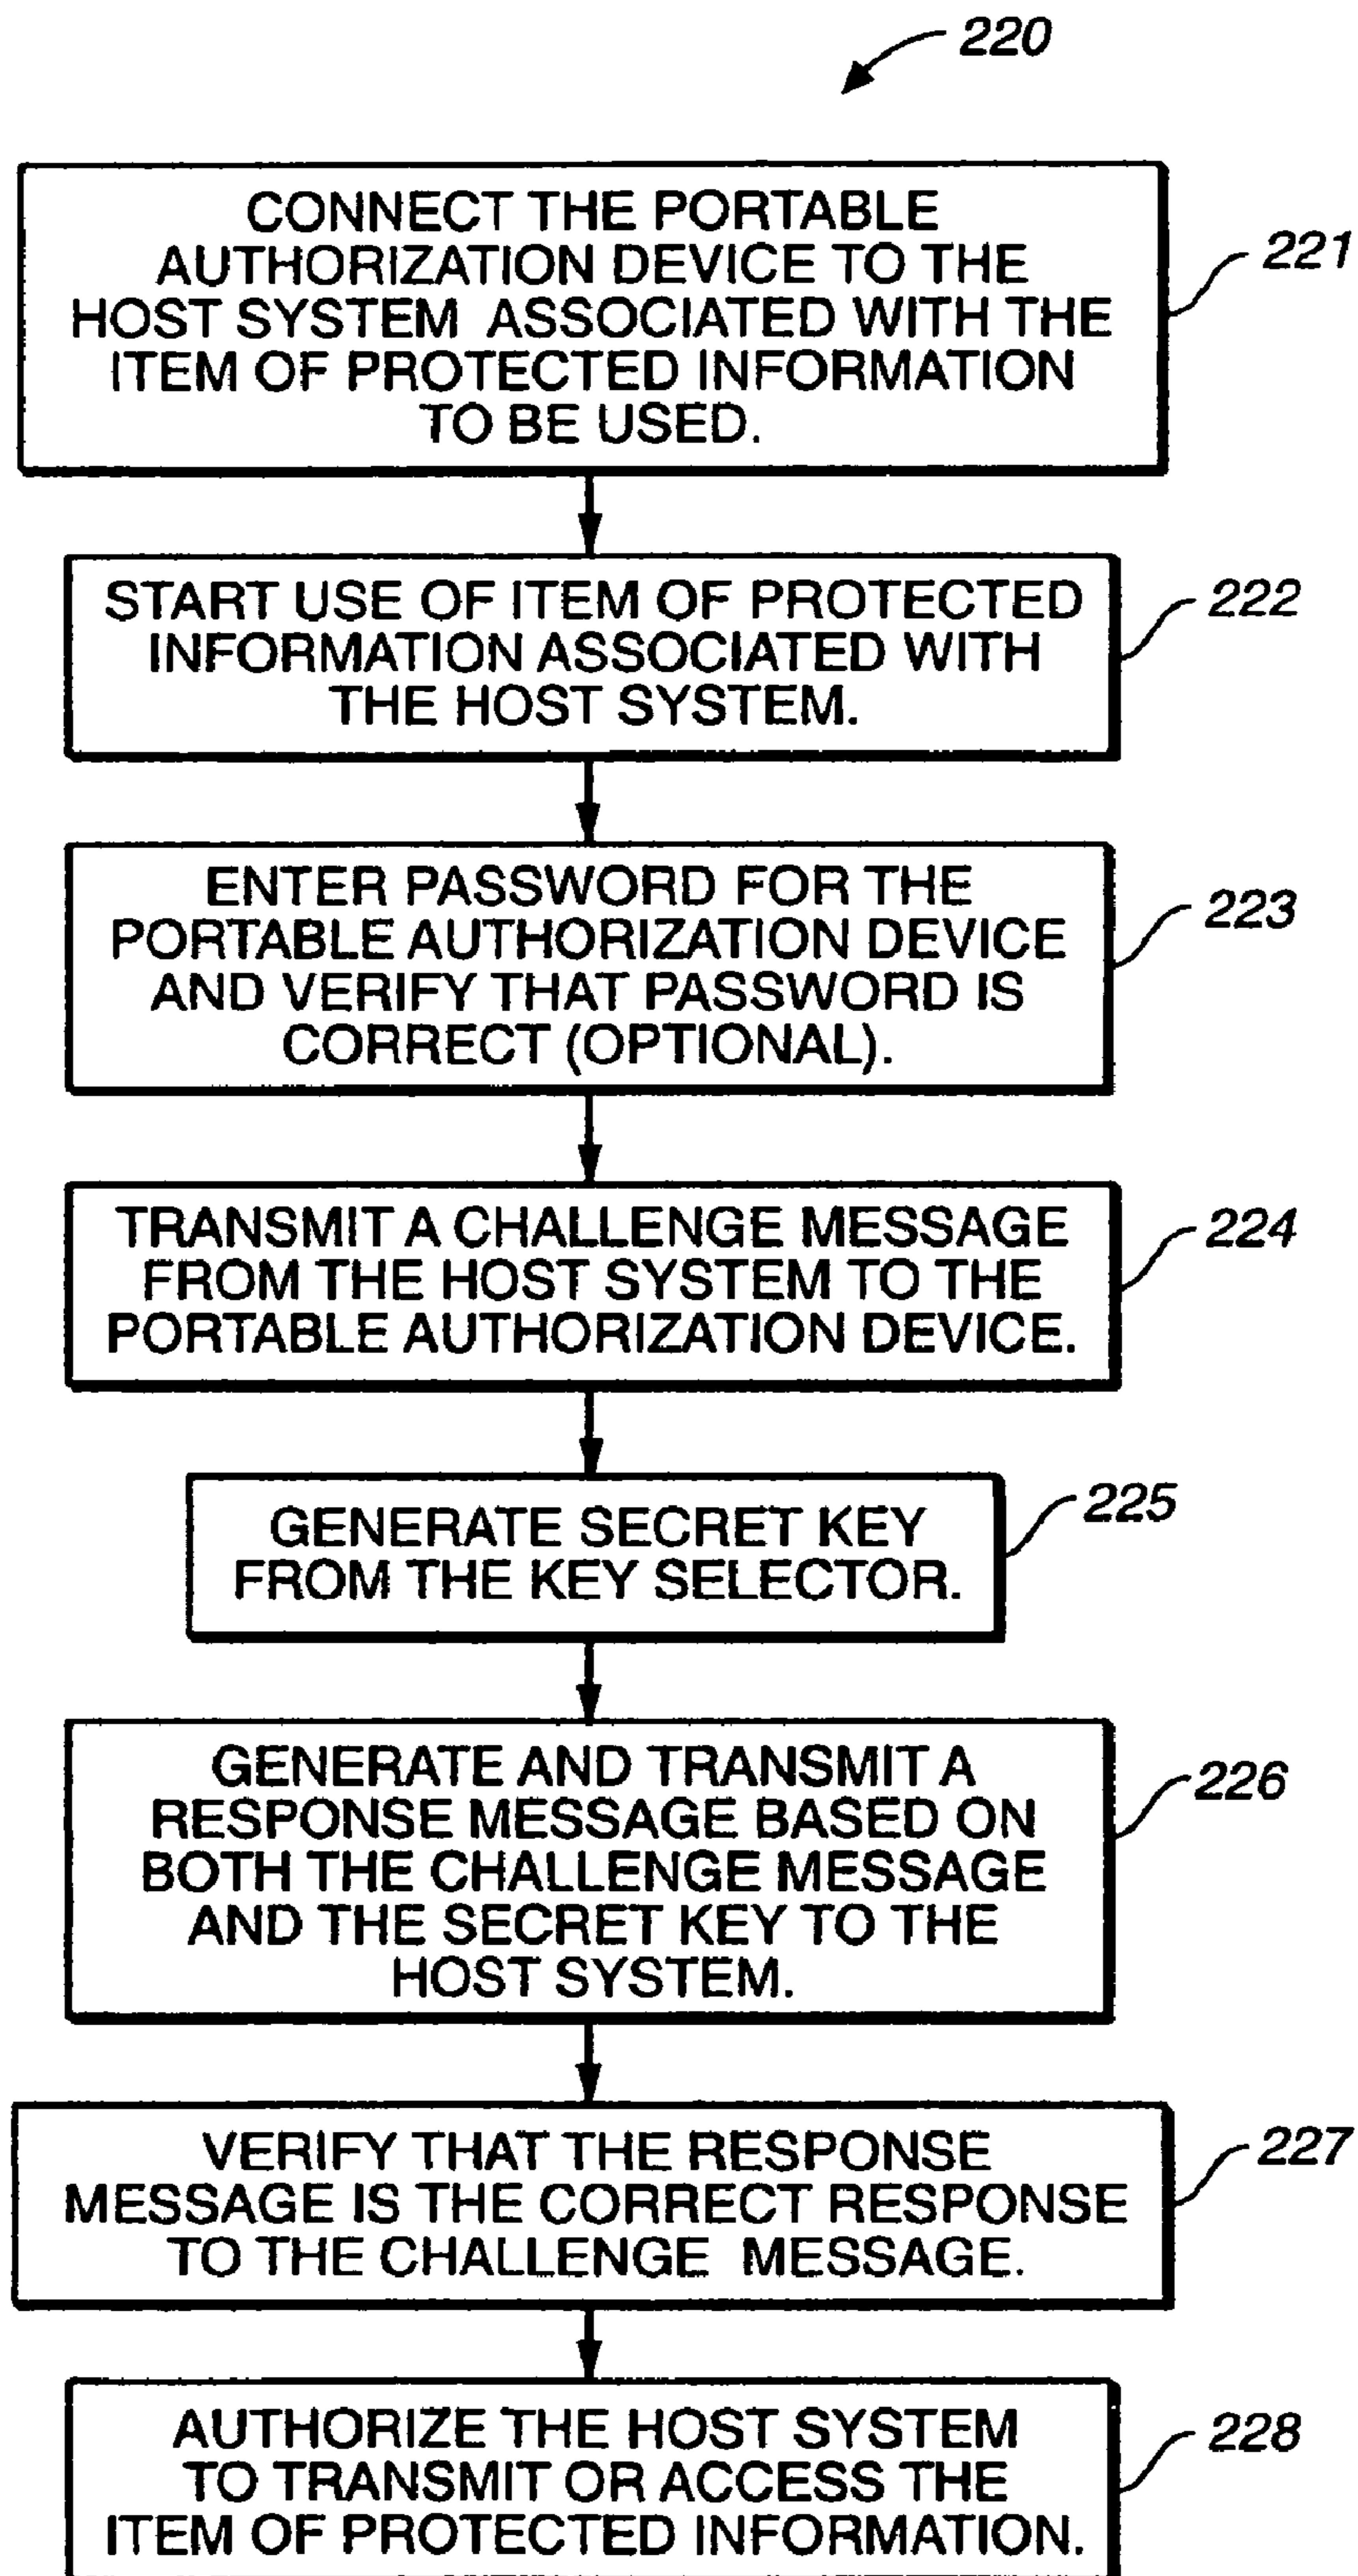 220
CONNECT THE PORTABLE
AUTHORIZATION DEVICE TO THE
HOST SYSTEM ASSOCIATED WITH THE
ITEM OF PROTECTED INFORMATION
TO BE USED.
221
START USE OF ITEM OF PROTECTED
INFORMATION ASSOCIATED WITH
THE HOST SYSTEM.
222
ENTER PASSWORD FOR THE
PORTABLE AUTHORIZATION DEVICE
AND VERIFY THAT PASSWORD IS
CORRECT (OPTIONAL).
223
TRANSMIT A CHALLENGE MESSAGE
FROM THE HOST SYSTEM TO THE
PORTABLE AUTHORIZATION DEVICE.
224
GENERATE SECRET KEY
FROM THE KEY SELECTOR.
225
GENERATE AND TRANSMIT A
RESPONSE MESSAGE BASED ON
BOTH THE CHALLENGE MESSAGE
AND THE SECRET KEY TO THE
HOST SYSTEM.
226
VERIFY THAT THE RESPONSE
MESSAGE IS THE CORRECT RESPONSE
TO THE CHALLENGE MESSAGE.
227
AUTHORIZE THE HOST SYSTEM
TO TRANSMIT OR ACCESS THE
ITEM OF PROTECTED INFORMATION.
228